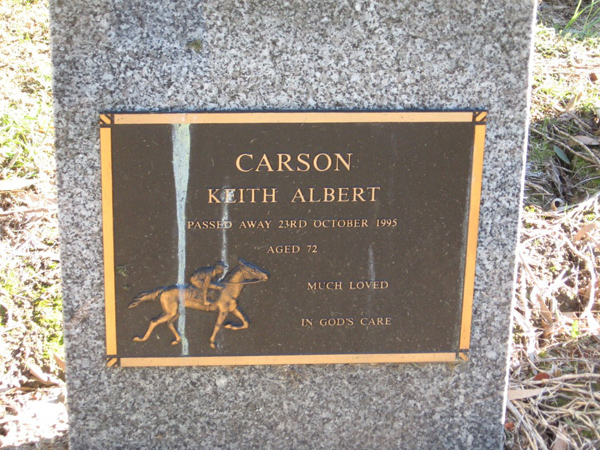 CARSON
KEITH ALBERT
PASSED AWAY 23RD OCTOBER 1995
AGED 72
MUCH LOVED
IN GOD'S CARE